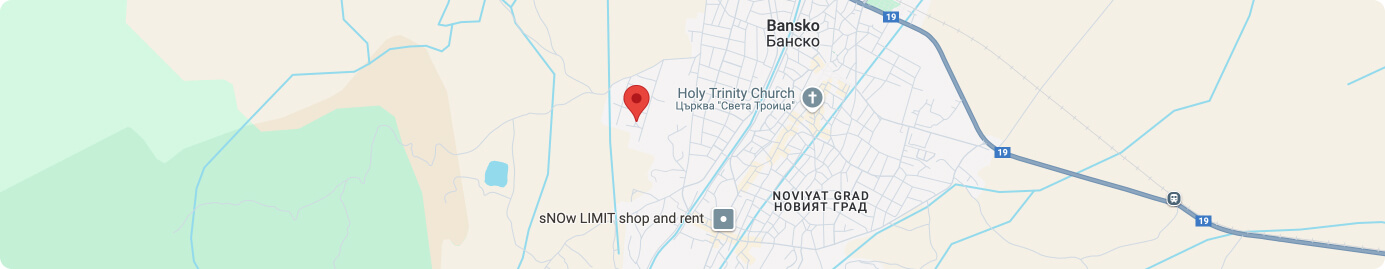 19
Bansko
Банско
Holy Trinity Church
Църква "Света Троица"
19
NOVIYAT GRAD
НОВИЯТ ГРАД
sNOw LIMIT shop and rent
19